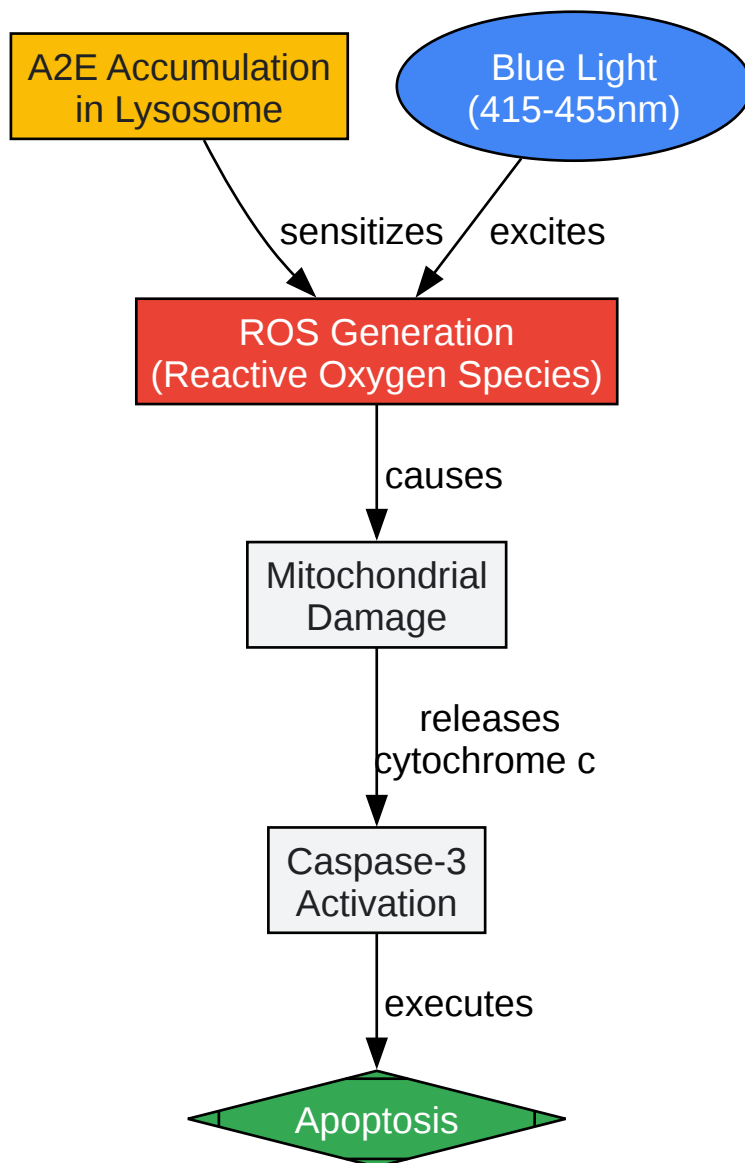 A2E Accumulation
in Lysosome
Blue Light
(415-455nm)
sensitizes
excites
ROS Generation
(Reactive Oxygen Species)
causes
Mitochondrial
Damage
releases
cytochrome c
Caspase-3
Activation
executes
Apoptosis